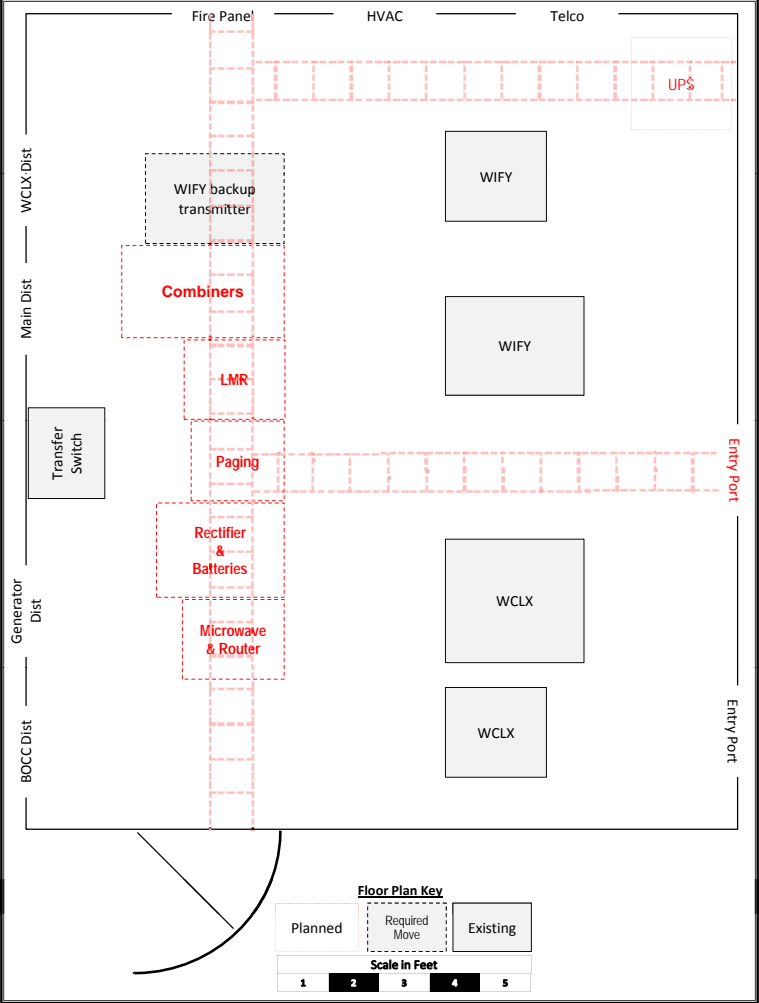 Fire Panel
HVAC
Telco
UPS
WCLX Dist
WIFY backup
transmitter
WIFY
Main Dist
Combiners
WIFY
LMR
Transfer
Switch
Paging
Entry Port
Rectifier
&
Batteries
Generator
Dist
WCLX
Microwave
& Router
BOCC Dist
WCLX
Entry Port
Floor Plan Key
Planned
Required
Move
Existing
Scale in Feet
1 2 3 4 5